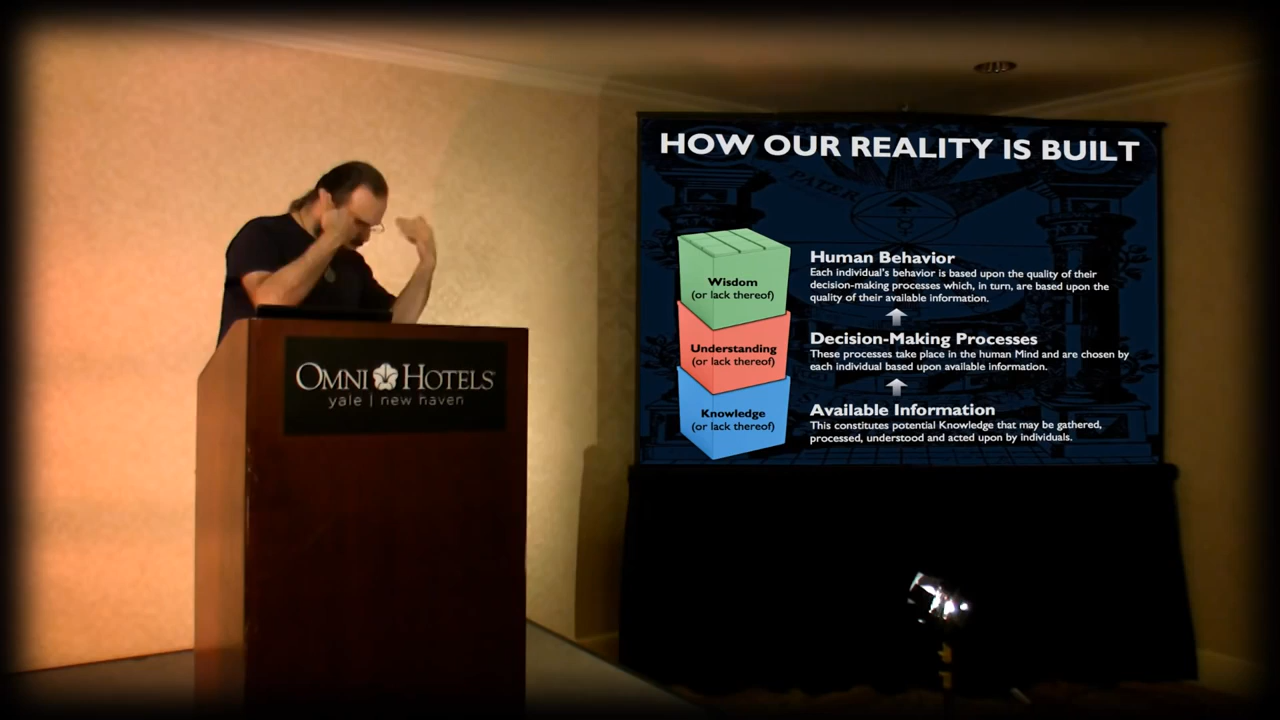 OMNI HOTELS
yale | new haven
HOW OUR REALITY IS BUILT
PATER
Wisdom
(or lack thereof)
Understanding
(or lack thereof)
Knowledge
(or lack thereof)
Human Behavior
Each individual's behavior is based upon the quality of their
decision-making processes which, in turn, are based upon the
quality of their available information.
Decision-Making Processes
These processes take place in the human Mind and are chosen by
each individual based upon available information.
Available Information
This constitutes potential Knowledge that may be gathered,
processed, understood and acted upon by individuals.